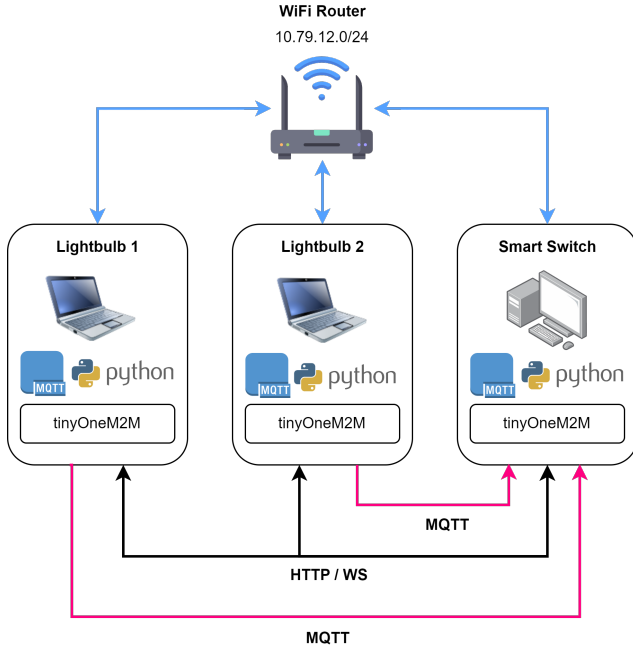 WiFi Router
10.79.12.0/24
Lightbulb 1
Lightbulb 2
Smart Switch
MQTT
python
MQTT
python
MQTT
python
tinyOneM2M
tinyOneM2M
tinyOneM2M
MQTT
HTTP / WS
MQTT